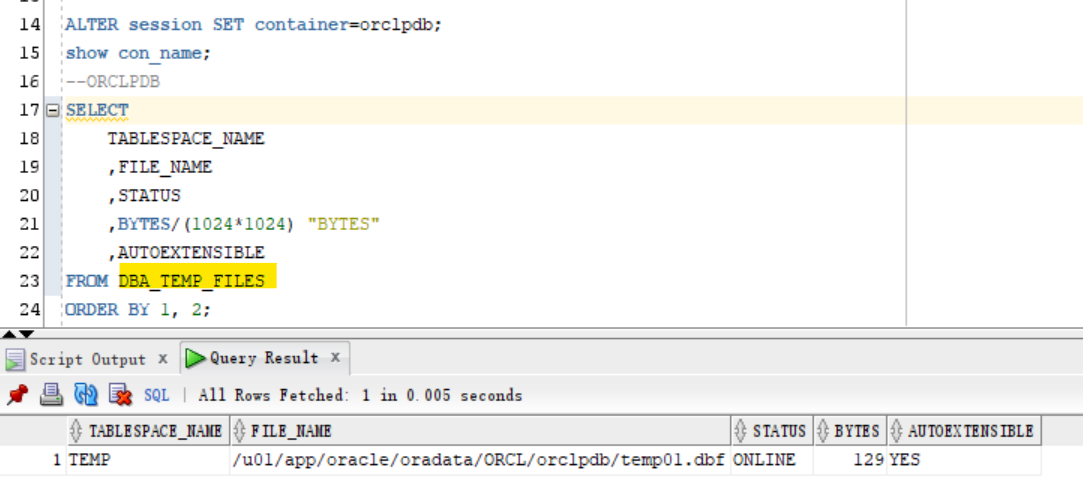 14 ALTER session SET container=orclpdb;
15 show con_name;
16 --ORCLPDB
17 SELECT
18 TABLESPACE_NAME
19 ,FILE_NAME
20 ,STATUS
21 ,BYTES/(1024*1024) "BYTES"
22 ,AUTOEXTENSIBLE
23 FROM DBA_TEMP_FILES
24 ORDER BY 1, 2;
Script Output x Query Result x
SQL | All Rows Fetched: 1 in 0.005 seconds
TABLESPACE_NAME FILE_NAME STATUS BYTES AUTOEXTENSIBLE
1 TEMP /u01/app/oracle/oradata/ORCL/orclpdb/temp01.dbf ONLINE 129 YES